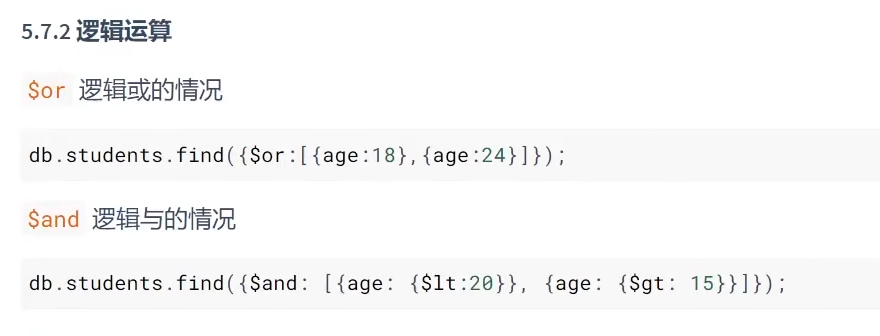 5.7.2 逻辑运算
$or 逻辑或的情况
db.students.find({$or:[{age:18},{age:24}]});
$and 逻辑与的情况
db.students.find({$and: [{age: {$lt:20}}, {age: {$gt: 15}}]});